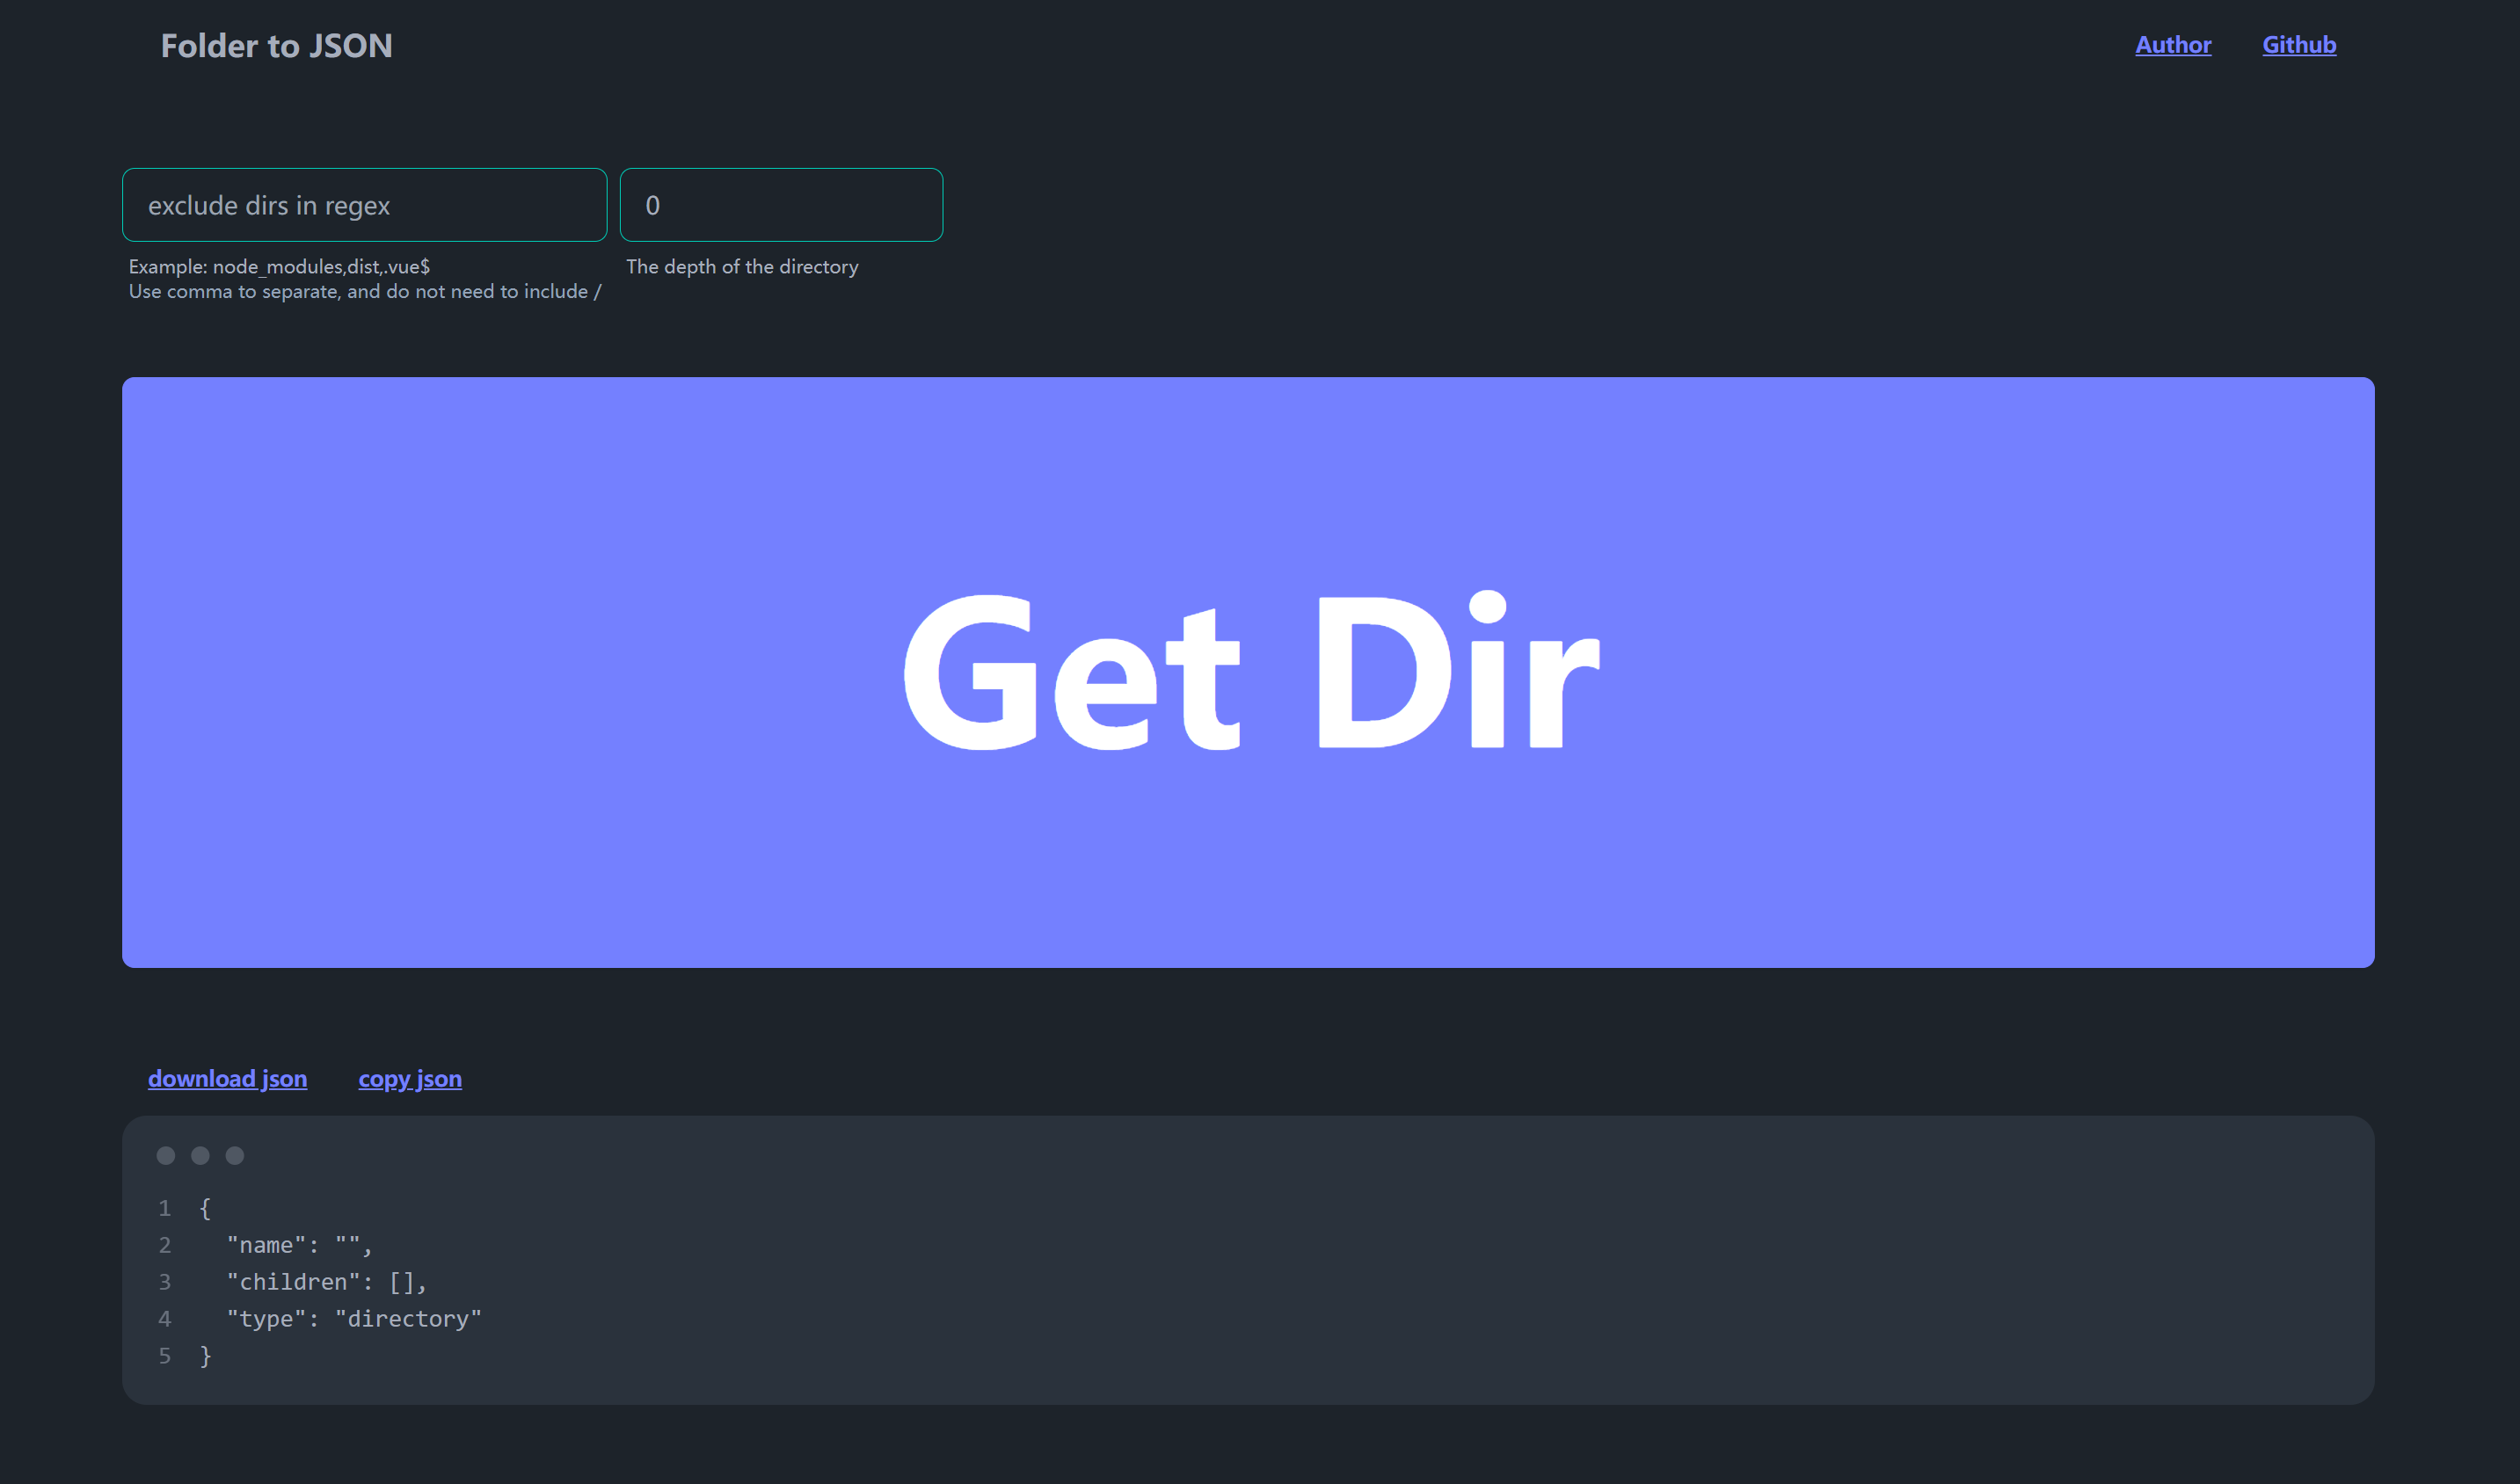 Folder to JSON
Author
Github
exclude dirs in regex
0
Example: node_modules,dist,.vue$
Use comma to separate, and do not need to include /
The depth of the directory
Get Dir
download json
copy json
1 {
2   "name": "",
3   "children": [],
4   "type": "directory"
5 }